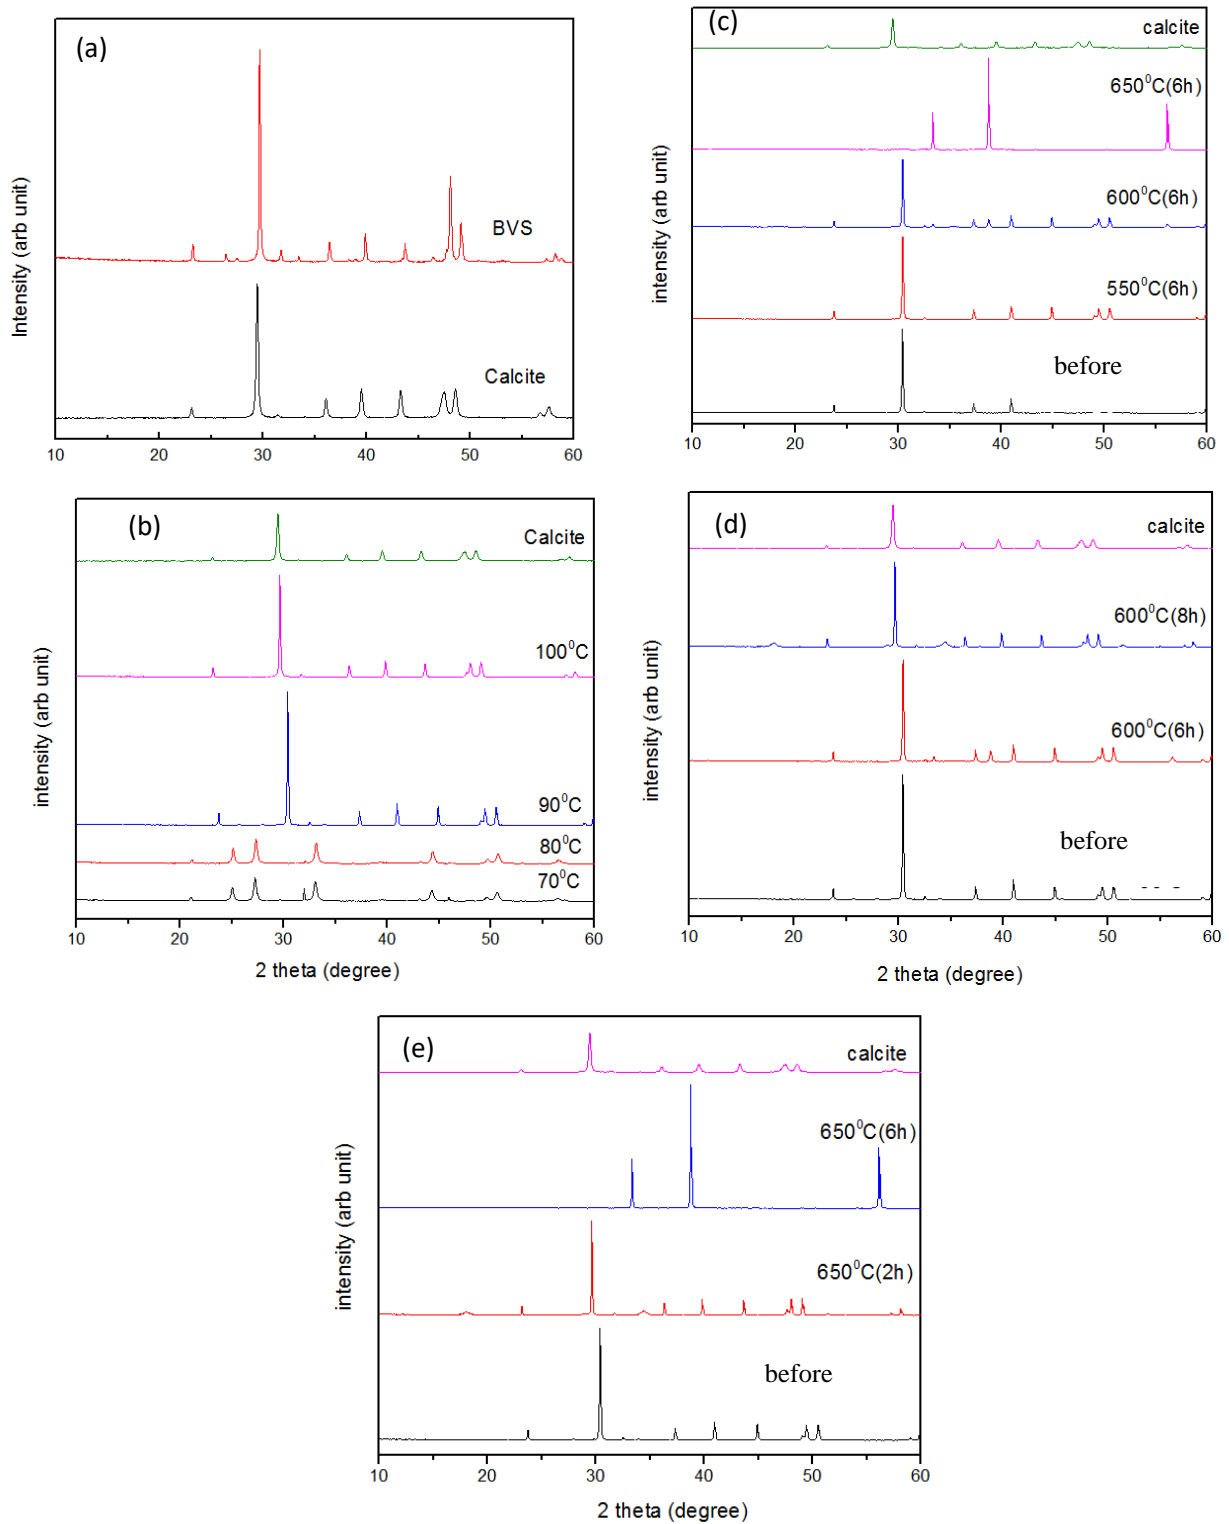 (a)
Intensity (arb unit)
BVS
Calcite
10 20 30 40 50 60
(c)
intensity (arb unit)
calcite
650⁰C(6h)
600⁰C(6h)
550⁰C(6h)
before
10 20 30 40 50 60
(b)
intensity (arb unit)
Calcite
100⁰C
90⁰C
80⁰C
70⁰C
10 20 30 40 50 60
2 theta (degree)
(d)
intensity (arb unit)
calcite
600⁰C(8h)
600⁰C(6h)
before
10 20 30 40 50 60
2 theta (degree)
(e)
intensity (arb unit)
calcite
650⁰C(6h)
650⁰C(2h)
before
10 20 30 40 50 60
2 theta (degree)